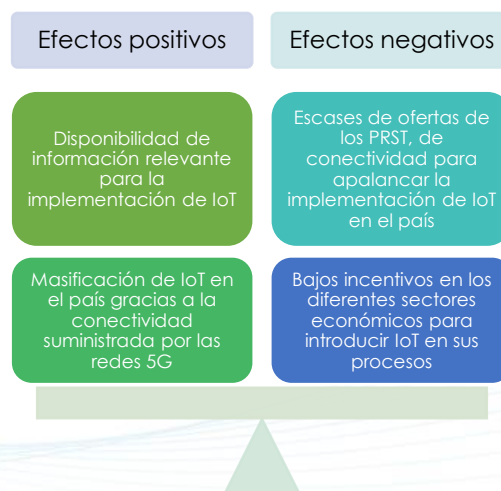 Efectos positivos
Efectos negativos
Disponibilidad de
información relevante
para la
implementación de IoT
Escases de ofertas de
los PRST, de
conectividad para
apalancar la
implementación de IoT
en el país
Masificación de IoT en
el país gracias a la
conectividad
suministrada por las
redes 5G
Bajos incentivos en los
diferentes sectores
económicos para
introducir IoT en sus
procesos